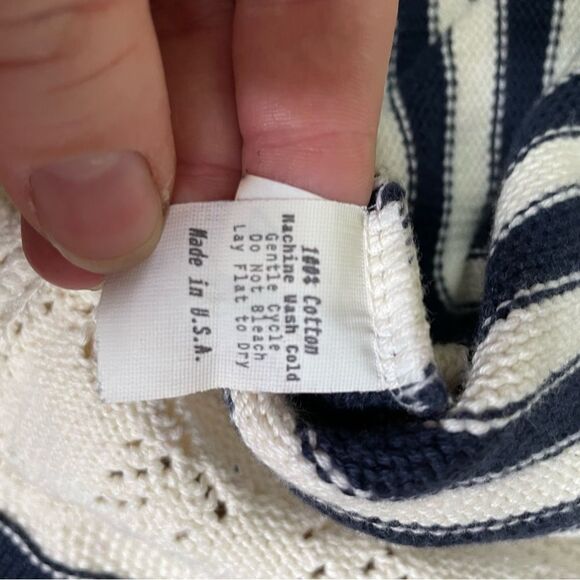 100% Cotton
Machine Wash Cold
Gentle Cycle
Do Not Bleach
Lay Flat to Dry
Made in U.S.A.